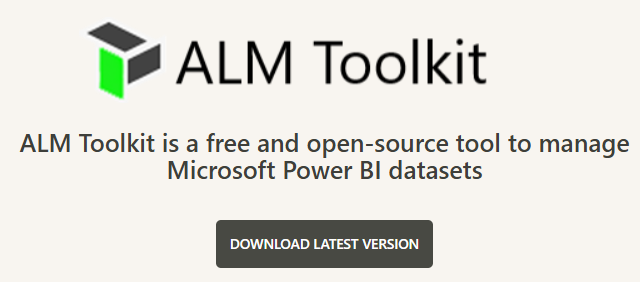 ALM Toolkit
ALM Toolkit is a free and open-source tool to manage
Microsoft Power BI datasets
DOWNLOAD LATEST VERSION